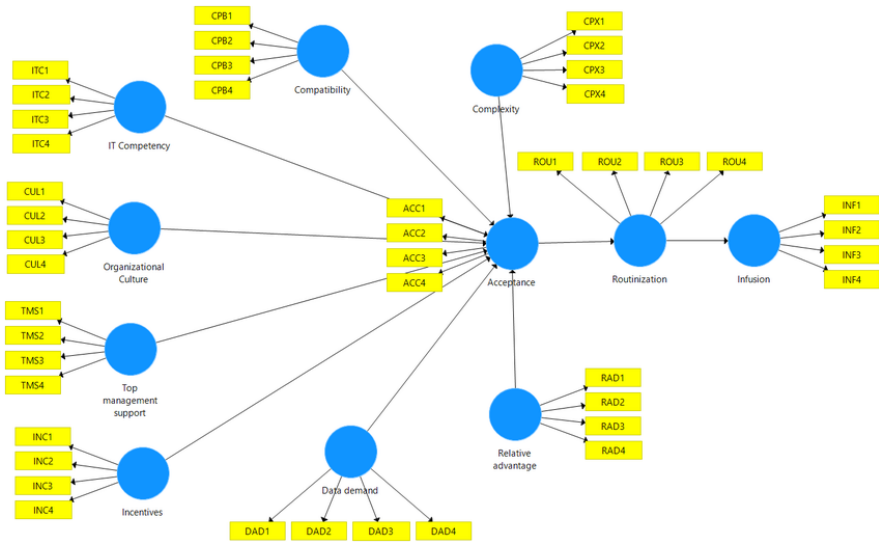 CPB1
CPB2
CPB3
CPB4
Compatibility
CPX1
CPX2
CPX3
CPX4
Complexity
ITC1
ITC2
ITC3
ITC4
IT Competency
ROU1
ROU2
ROU3
ROU4
CUL1
CUL2
CUL3
CUL4
Organizational
Culture
ACC1
ACC2
ACC3
ACC4
Acceptance
Routinization
INF1
INF2
INF3
INF4
Infusion
TMS1
TMS2
TMS3
TMS4
Top
management
support
RAD1
RAD2
RAD3
RAD4
Relative
advantage
INC1
INC2
INC3
INC4
Incentives
Data demand
DAD1
DAD2
DAD3
DAD4